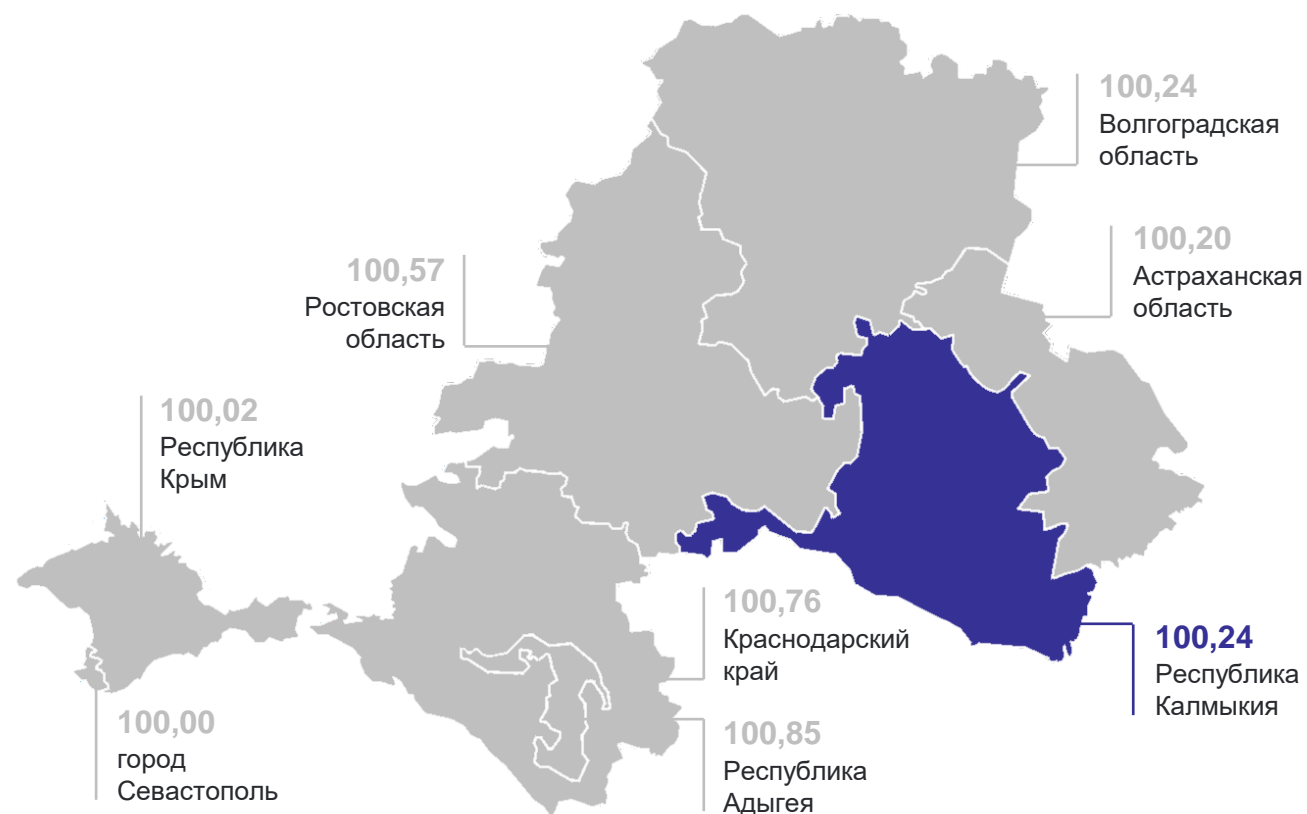 100,24
Волгоградская
область
100,20
Астраханская
область
100,57
Ростовская
область
100,02
Республика
Крым
100,76
Краснодарский
край
100,24
Республика
Калмыкия
100,00
город
Севастополь
100,85
Республика
Адыгея